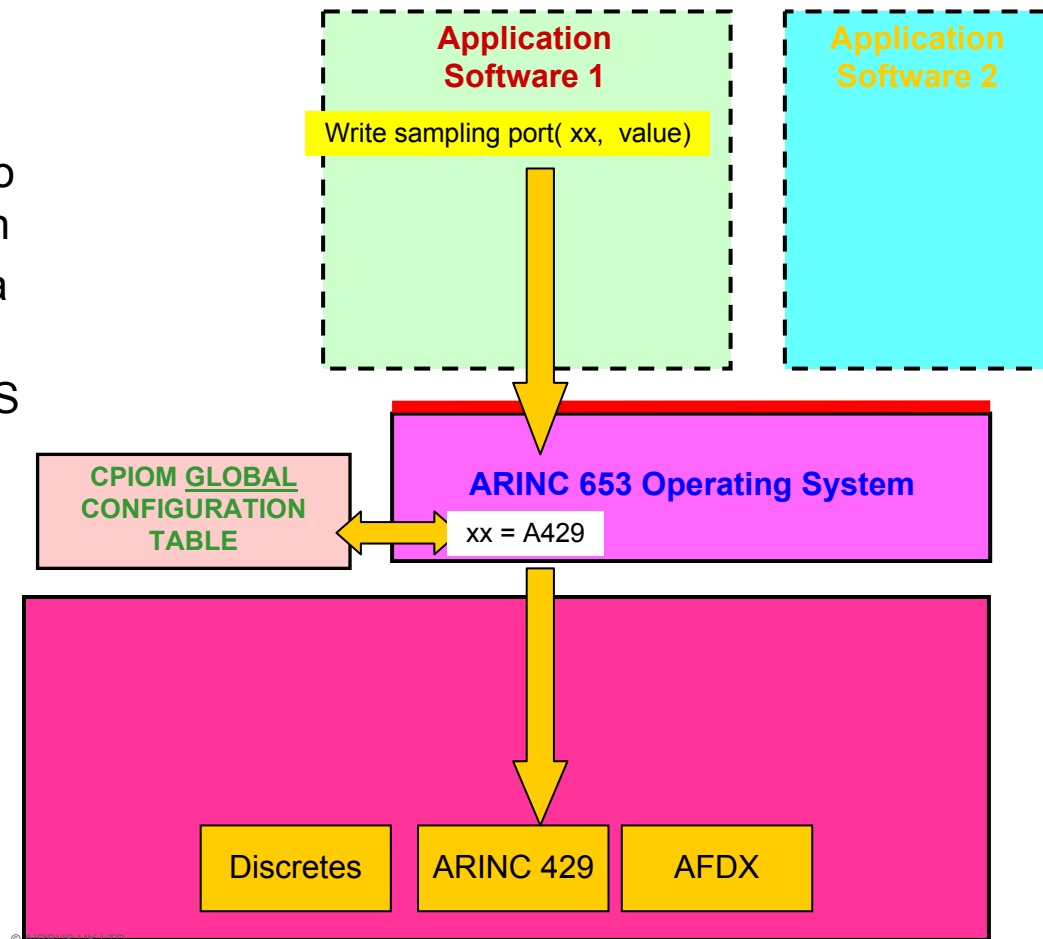 Application
Software 1
Application
Software 2
Write sampling port( xx,  value)
CPIOM GLOBAL
CONFIGURATION
TABLE
ARINC 653 Operating System
xx = A429
Discretes
ARINC 429
AFDX